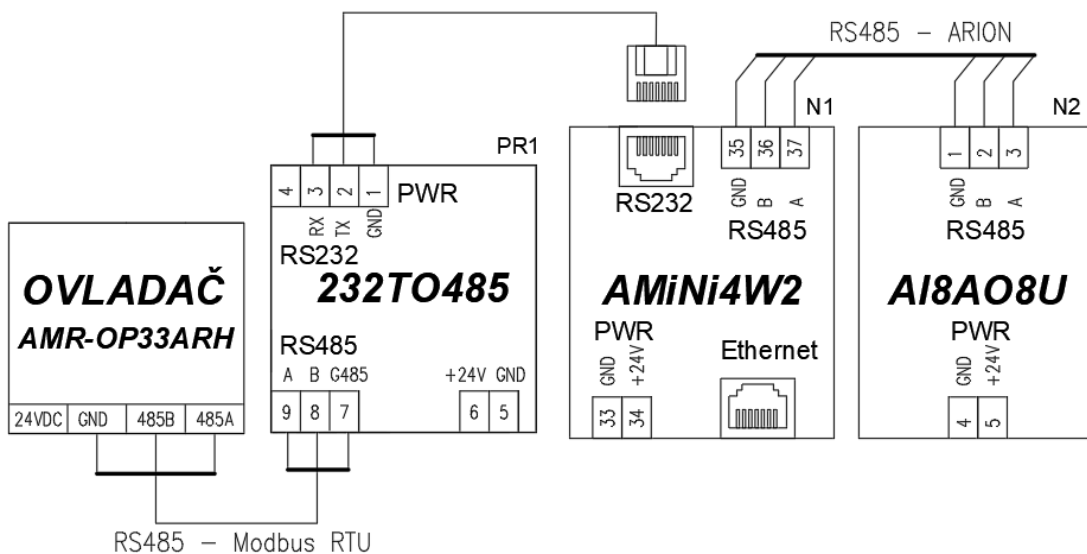 RS485 - ARION
PR1
N1
N2
4 3 2 1
PWR
RX TX GND
RS232
232TO485
RS485
A B G485
9 8 7
+24V GND
6 5
OVLADAČ
AMR-OP33ARH
24VDC GND 485B 485A
RS485 - Modbus RTU
RS232
35 36 37
GND B A
RS485
AMiNi4W2
PWR
GND +24V
33 34
Ethernet
1 2 3
GND B A
RS485
AI8AO8U
PWR
GND +24V
4 5